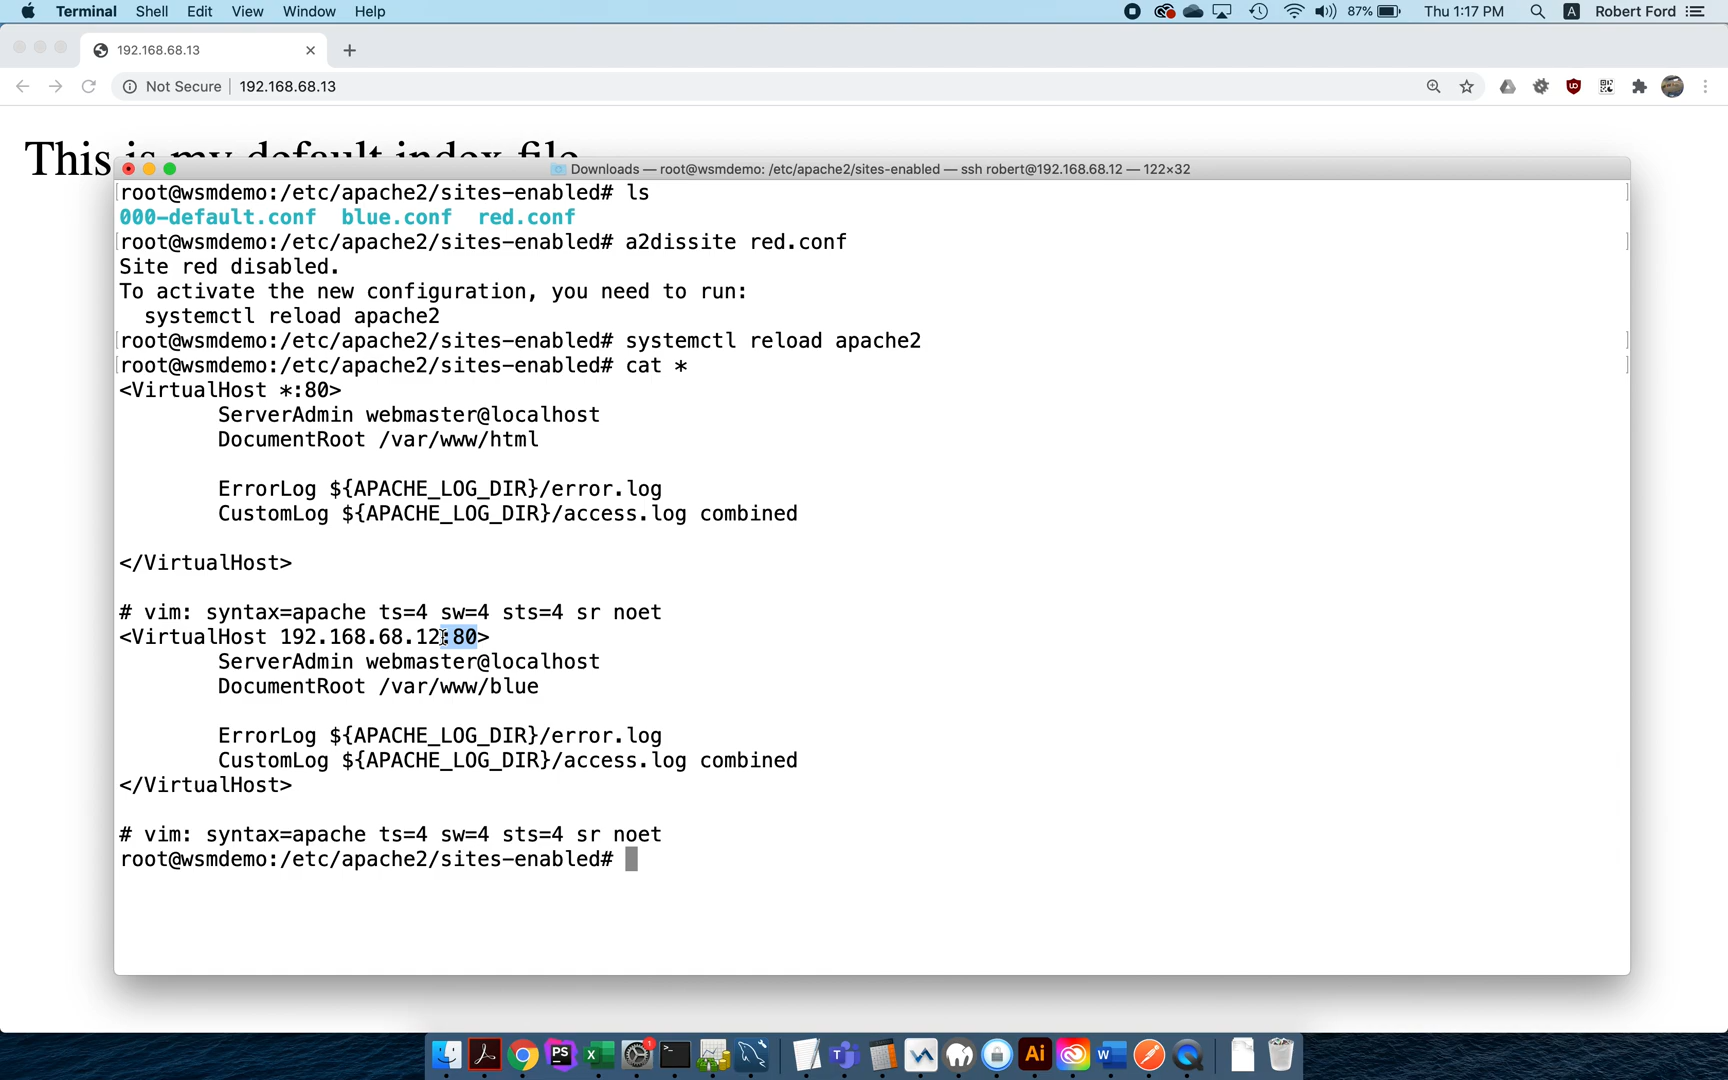 Terminal Shell Edit View Window Help 87% Thu 1:17 PM A Robert Ford
192.168.68.13
Not Secure 192.168.68.13
This is my default index file
Downloads — root@wsmdemo: /etc/apache2/sites-enabled — ssh robert@192.168.68.12 — 122×32
root@wsmdemo:/etc/apache2/sites-enabled# ls
000-default.conf blue.conf red.conf
root@wsmdemo:/etc/apache2/sites-enabled# a2dissite red.conf
Site red disabled.
To activate the new configuration, you need to run:
systemctl reload apache2
root@wsmdemo:/etc/apache2/sites-enabled# systemctl reload apache2
root@wsmdemo:/etc/apache2/sites-enabled# cat *
<VirtualHost *:80>
ServerAdmin webmaster@localhost
DocumentRoot /var/www/html
ErrorLog ${APACHE_LOG_DIR}/error.log
CustomLog ${APACHE_LOG_DIR}/access.log combined
</VirtualHost>
# vim: syntax=apache ts=4 sw=4 sts=4 sr noet
<VirtualHost 192.168.68.12:80>
ServerAdmin webmaster@localhost
DocumentRoot /var/www/blue
ErrorLog ${APACHE_LOG_DIR}/error.log
CustomLog ${APACHE_LOG_DIR}/access.log combined
</VirtualHost>
# vim: syntax=apache ts=4 sw=4 sts=4 sr noet
root@wsmdemo:/etc/apache2/sites-enabled#
PS 1 Ai W